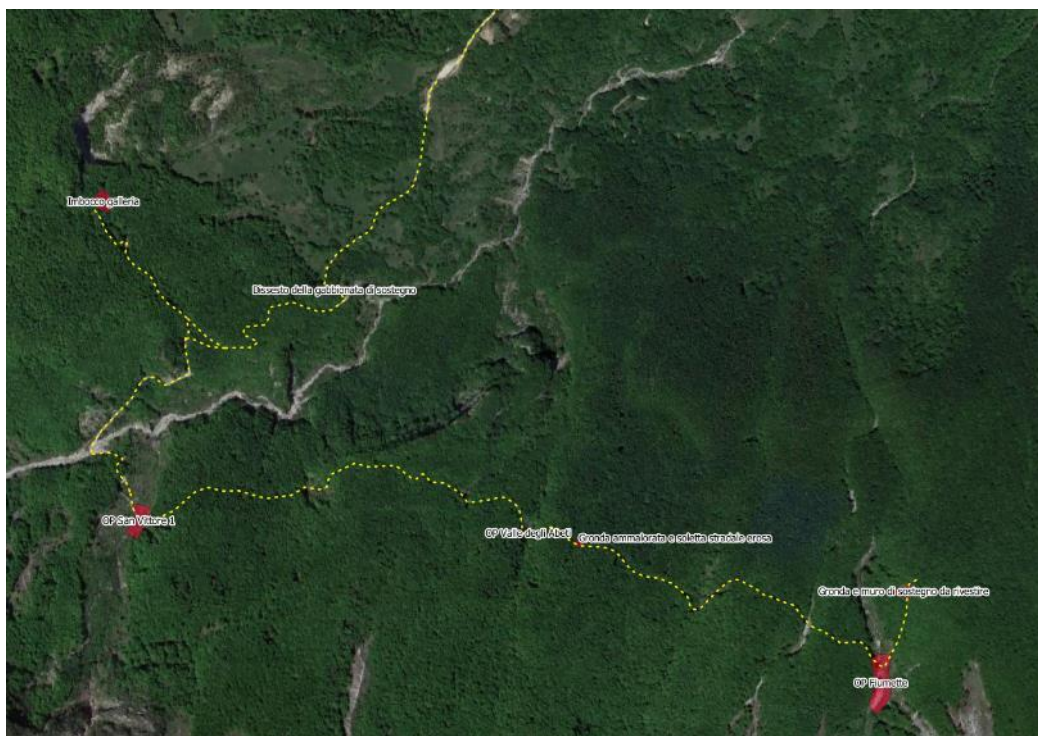 Imbocco galleria
Dissesto della gabbionata di sostegno
OP San Vittore 1
OP Valle degli Abeti
Gronda ammalorata e soletta stradale erosa
Gronda e muro di sostegno da rivestire
OP Fiumette